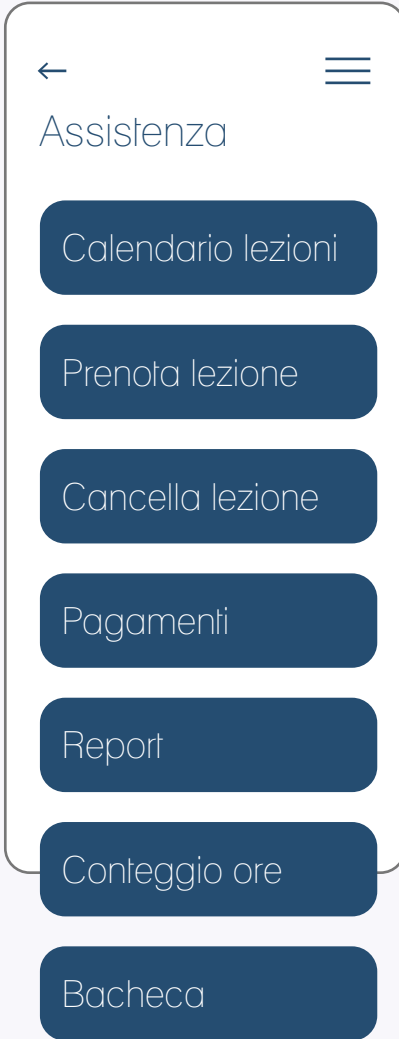 Assistenza
Calendario lezioni
Prenota lezione
Cancella lezione
Pagamenti
Report
Conteggio ore
Bacheca